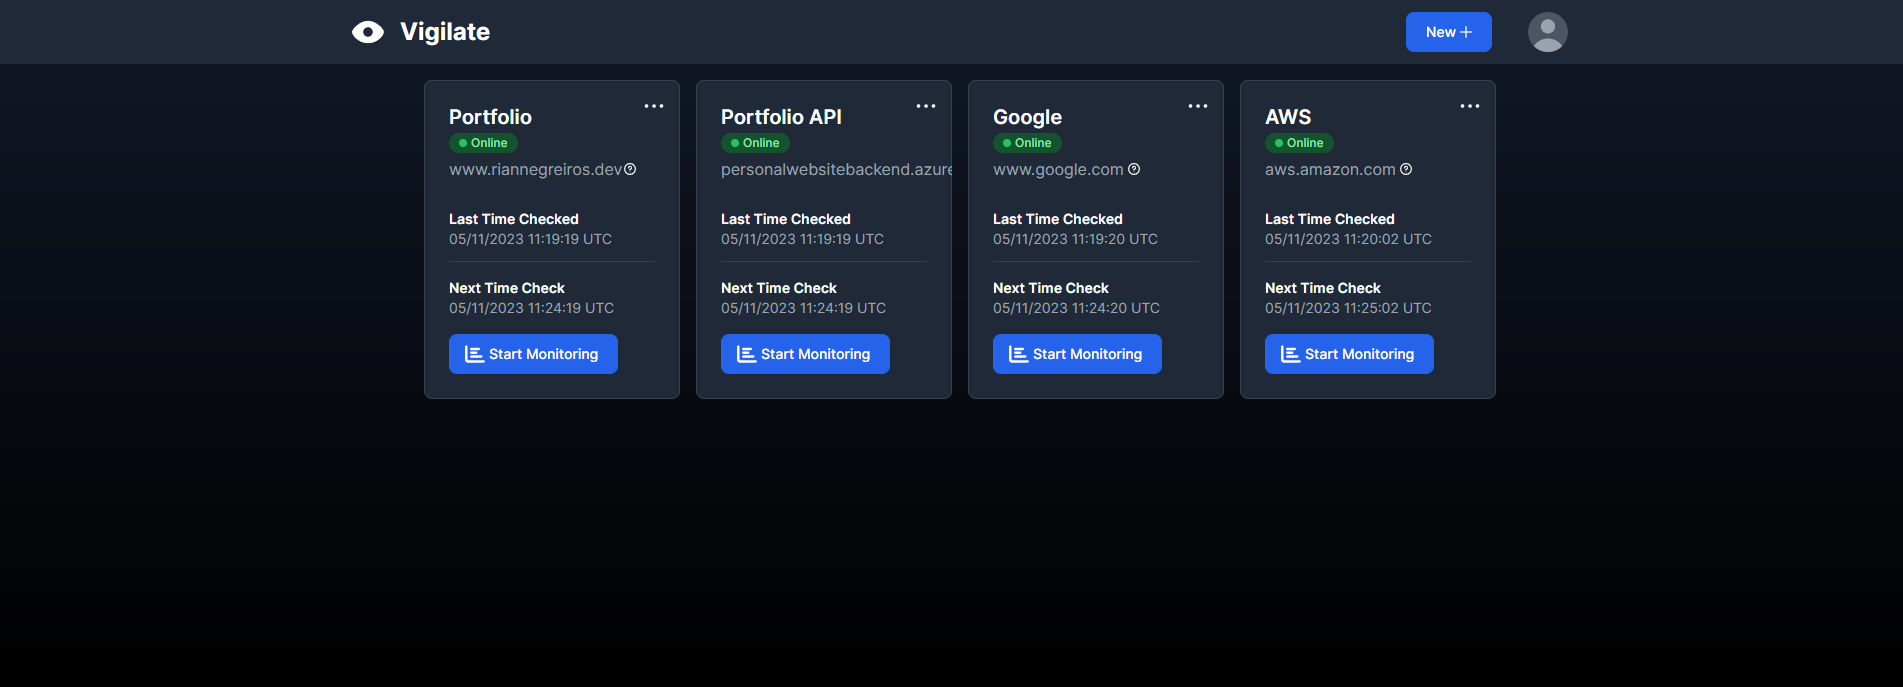 Vigilate
New +
Portfolio
Online
www.riannegreiros.dev
Last Time Checked
05/11/2023 11:19:19 UTC
Next Time Check
05/11/2023 11:24:19 UTC
Start Monitoring
Portfolio API
Online
personalwebsitebackend.azure
Last Time Checked
05/11/2023 11:19:19 UTC
Next Time Check
05/11/2023 11:24:19 UTC
Start Monitoring
Google
Online
www.google.com
Last Time Checked
05/11/2023 11:19:20 UTC
Next Time Check
05/11/2023 11:24:20 UTC
Start Monitoring
AWS
Online
aws.amazon.com
Last Time Checked
05/11/2023 11:20:02 UTC
Next Time Check
05/11/2023 11:25:02 UTC
Start Monitoring